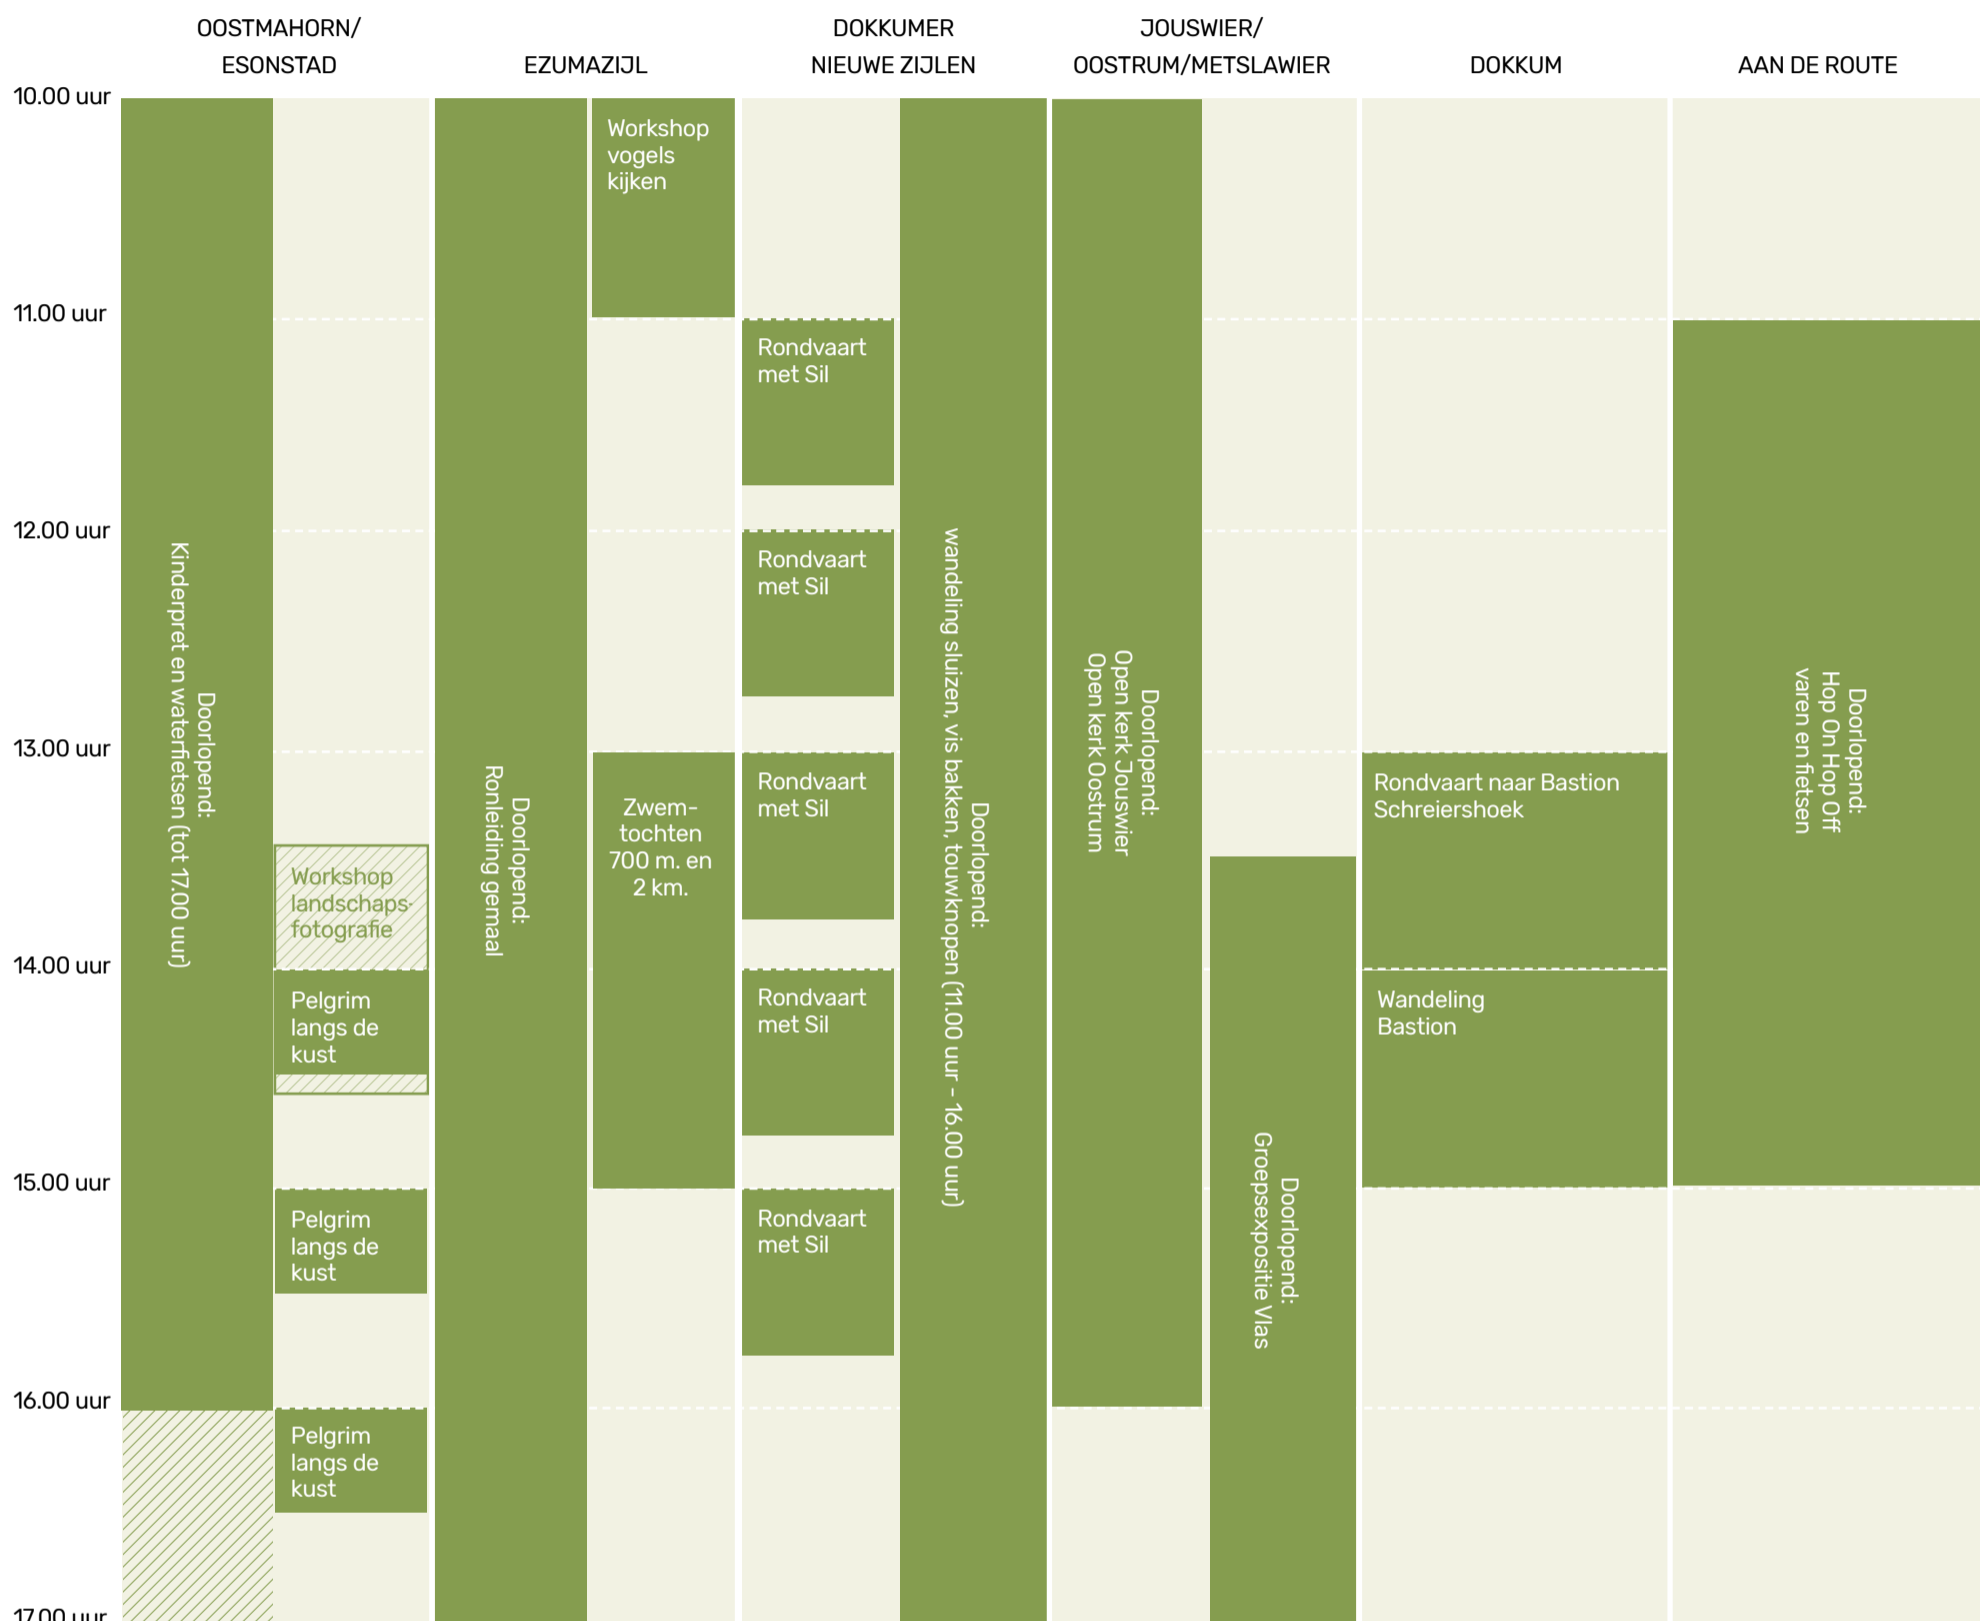 OOSTMAHORN/
ESONSTAD
EZUMAZIJL
DOKKUMER
NIEUWE ZIJLEN
JOUSWIER/
OOSTRUM/METSLAWIER
DOKKUM
AAN DE ROUTE
10.00 uur
11.00 uur
12.00 uur
13.00 uur
14.00 uur
15.00 uur
16.00 uur
17.00 uur
Doorlopend:
Kinderpret en waterfietsen (tot 17.00 uur)
Workshop
landschaps-
fotografie
Pelgrim
langs de
kust
Pelgrim
langs de
kust
Pelgrim
langs de
kust
Doorlopend:
Ronleiding gemaal
Workshop
vogels
kijken
Zwem-
tochten
700 m. en
2 km.
Rondvaart
met Sil
Rondvaart
met Sil
Rondvaart
met Sil
Rondvaart
met Sil
Rondvaart
met Sil
Doorlopend:
wandeling sluizen, vis bakken, touwknopen (11.00 uur - 16.00 uur)
Doorlopend:
Open kerk Jouswier
Open kerk Oostrum
Doorlopend:
Groepsexpositie Vlas
Rondvaart naar Bastion
Schreiershoek
Wandeling
Bastion
Doorlopend:
Hop On Hop Off
varen en fietsen